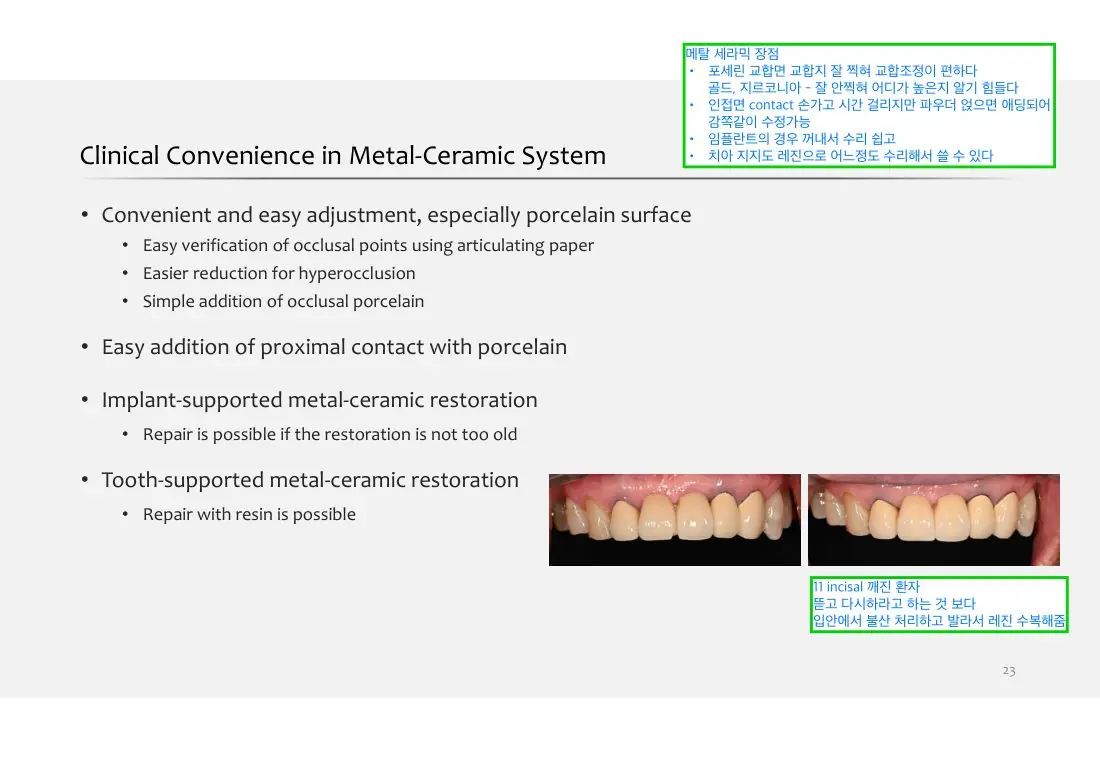 메탈 세라믹 장점
• 포세린 교합면 교합지 잘 찍혀 교합조정이 편하다
골드, 지르코니아 - 잘 안찍혀 어디가 높은지 알기 힘들다
• 인접면 contact 손가고 시간 걸리지만 파우더 얹으면 애딩되어
감쪽같이 수정가능
• 임플란트의 경우 꺼내서 수리 쉽고
• 치아 지지도 레진으로 어느정도 수리해서 쓸 수 있다
Clinical Convenience in Metal-Ceramic System
• Convenient and easy adjustment, especially porcelain surface
• Easy verification of occlusal points using articulating paper
• Easier reduction for hyperocclusion
• Simple addition of occlusal porcelain
• Easy addition of proximal contact with porcelain
• Implant-supported metal-ceramic restoration
• Repair is possible if the restoration is not too old
• Tooth-supported metal-ceramic restoration
• Repair with resin is possible
11 incisal 깨진 환자
뜯고 다시하라고 하는 것 보다
입안에서 불산 처리하고 발라서 레진 수복해줌
23